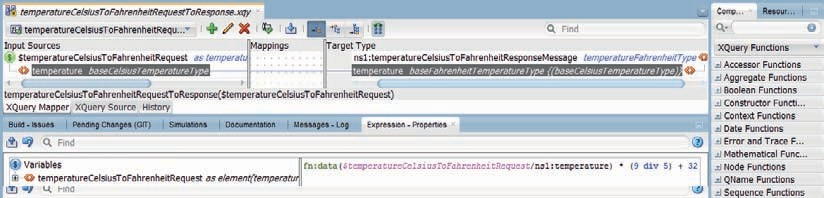 temperatureCelsiusToFahrenheitRequestToResponse.xqy
Comp...
Resour...
$temperatureCelsiusToFahrenheitRequest
Find
Input Sources
Mappings
Target Type
XQuery Functions
$temperatureCelsiusToFahrenheitRequest as temperatu
ns1:temperatureCelsiusToFahrenheitResponseMessage temperatureFahrenheitType
temperature baseCelsiusTemperatureType
temperature baseFahrenheitTemperatureType {{baseCelsiusTemperatureType}}
temperatureCelsiusToFahrenheitRequestToResponse($temperatureCelsiusToFahrenheitRequest)
XQuery Mapper XQuery Source History
Accessor Functions
Aggregate Functions
Boolean Functions
Constructor Functi...
Context Functions
Date Functions
Error and Trace F...
Mathematical Func...
Node Functions
QName Functions
Sequence Functions
Build - Issues
Pending Changes (GIT)
Simulations
Documentation
Messages - Log
Expression - Properties
Find
Variables
temperatureCelsiusToFahrenheitRequest as element(temperatur
fn:data($temperatureCelsiusToFahrenheitRequest/ns1:temperature) * (9 div 5) + 32
Find